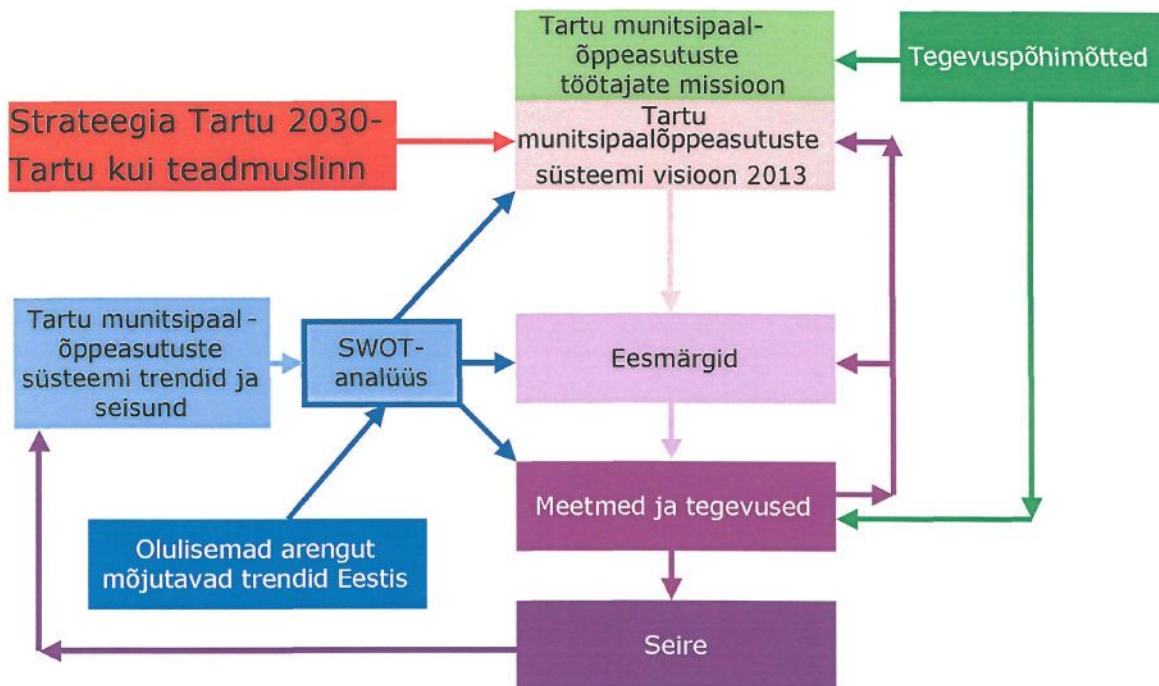 Tartu munitsipaal-
õppeasutuste
töötajate missioon
Tegevuspõhimõtted
Strateegia Tartu 2030-
Tartu kui teadmuslinn
Tartu
munitsipaalõppeasutuste
süsteemi visioon 2013
Tartu munitsipaal-
õppeasutuste
süsteemi trendid ja
seisund
SWOT-
analüüs
Eesmärgid
Meetmed ja tegevused
Olulisemad arengut
mõjutavad trendid Eestis
Seire